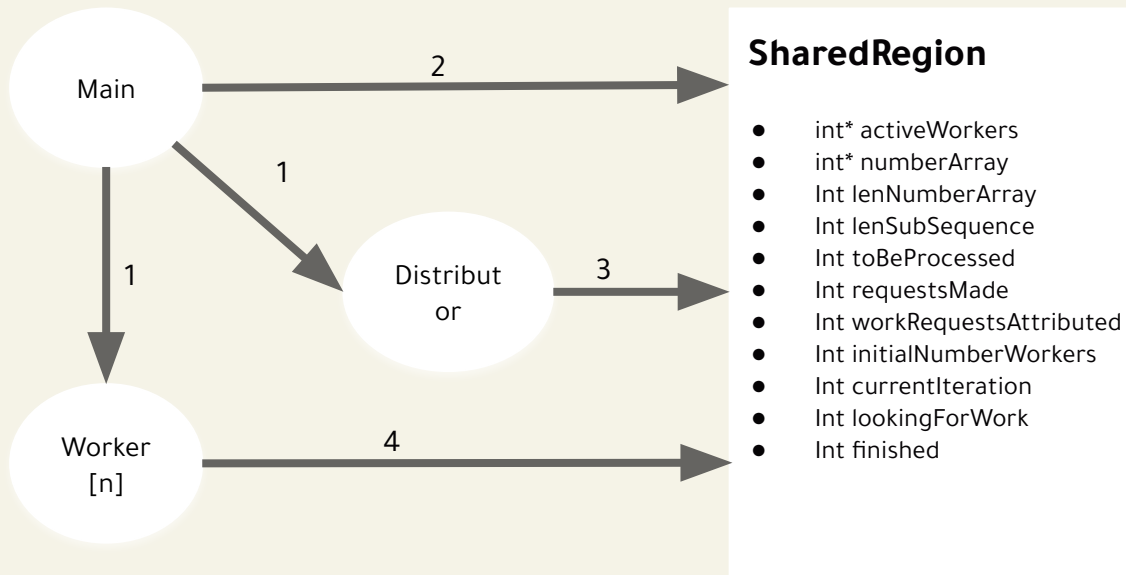 Main
2
1
1
Distribut
or
3
Worker
[n]
4
SharedRegion
● int* activeWorkers
● int* numberArray
● Int lenNumberArray
● Int lenSubSequence
● Int toBeProcessed
● Int requestsMade
● Int workRequestsAttributed
● Int initialNumberWorkers
● Int currentIteration
● Int lookingForWork
● Int finished